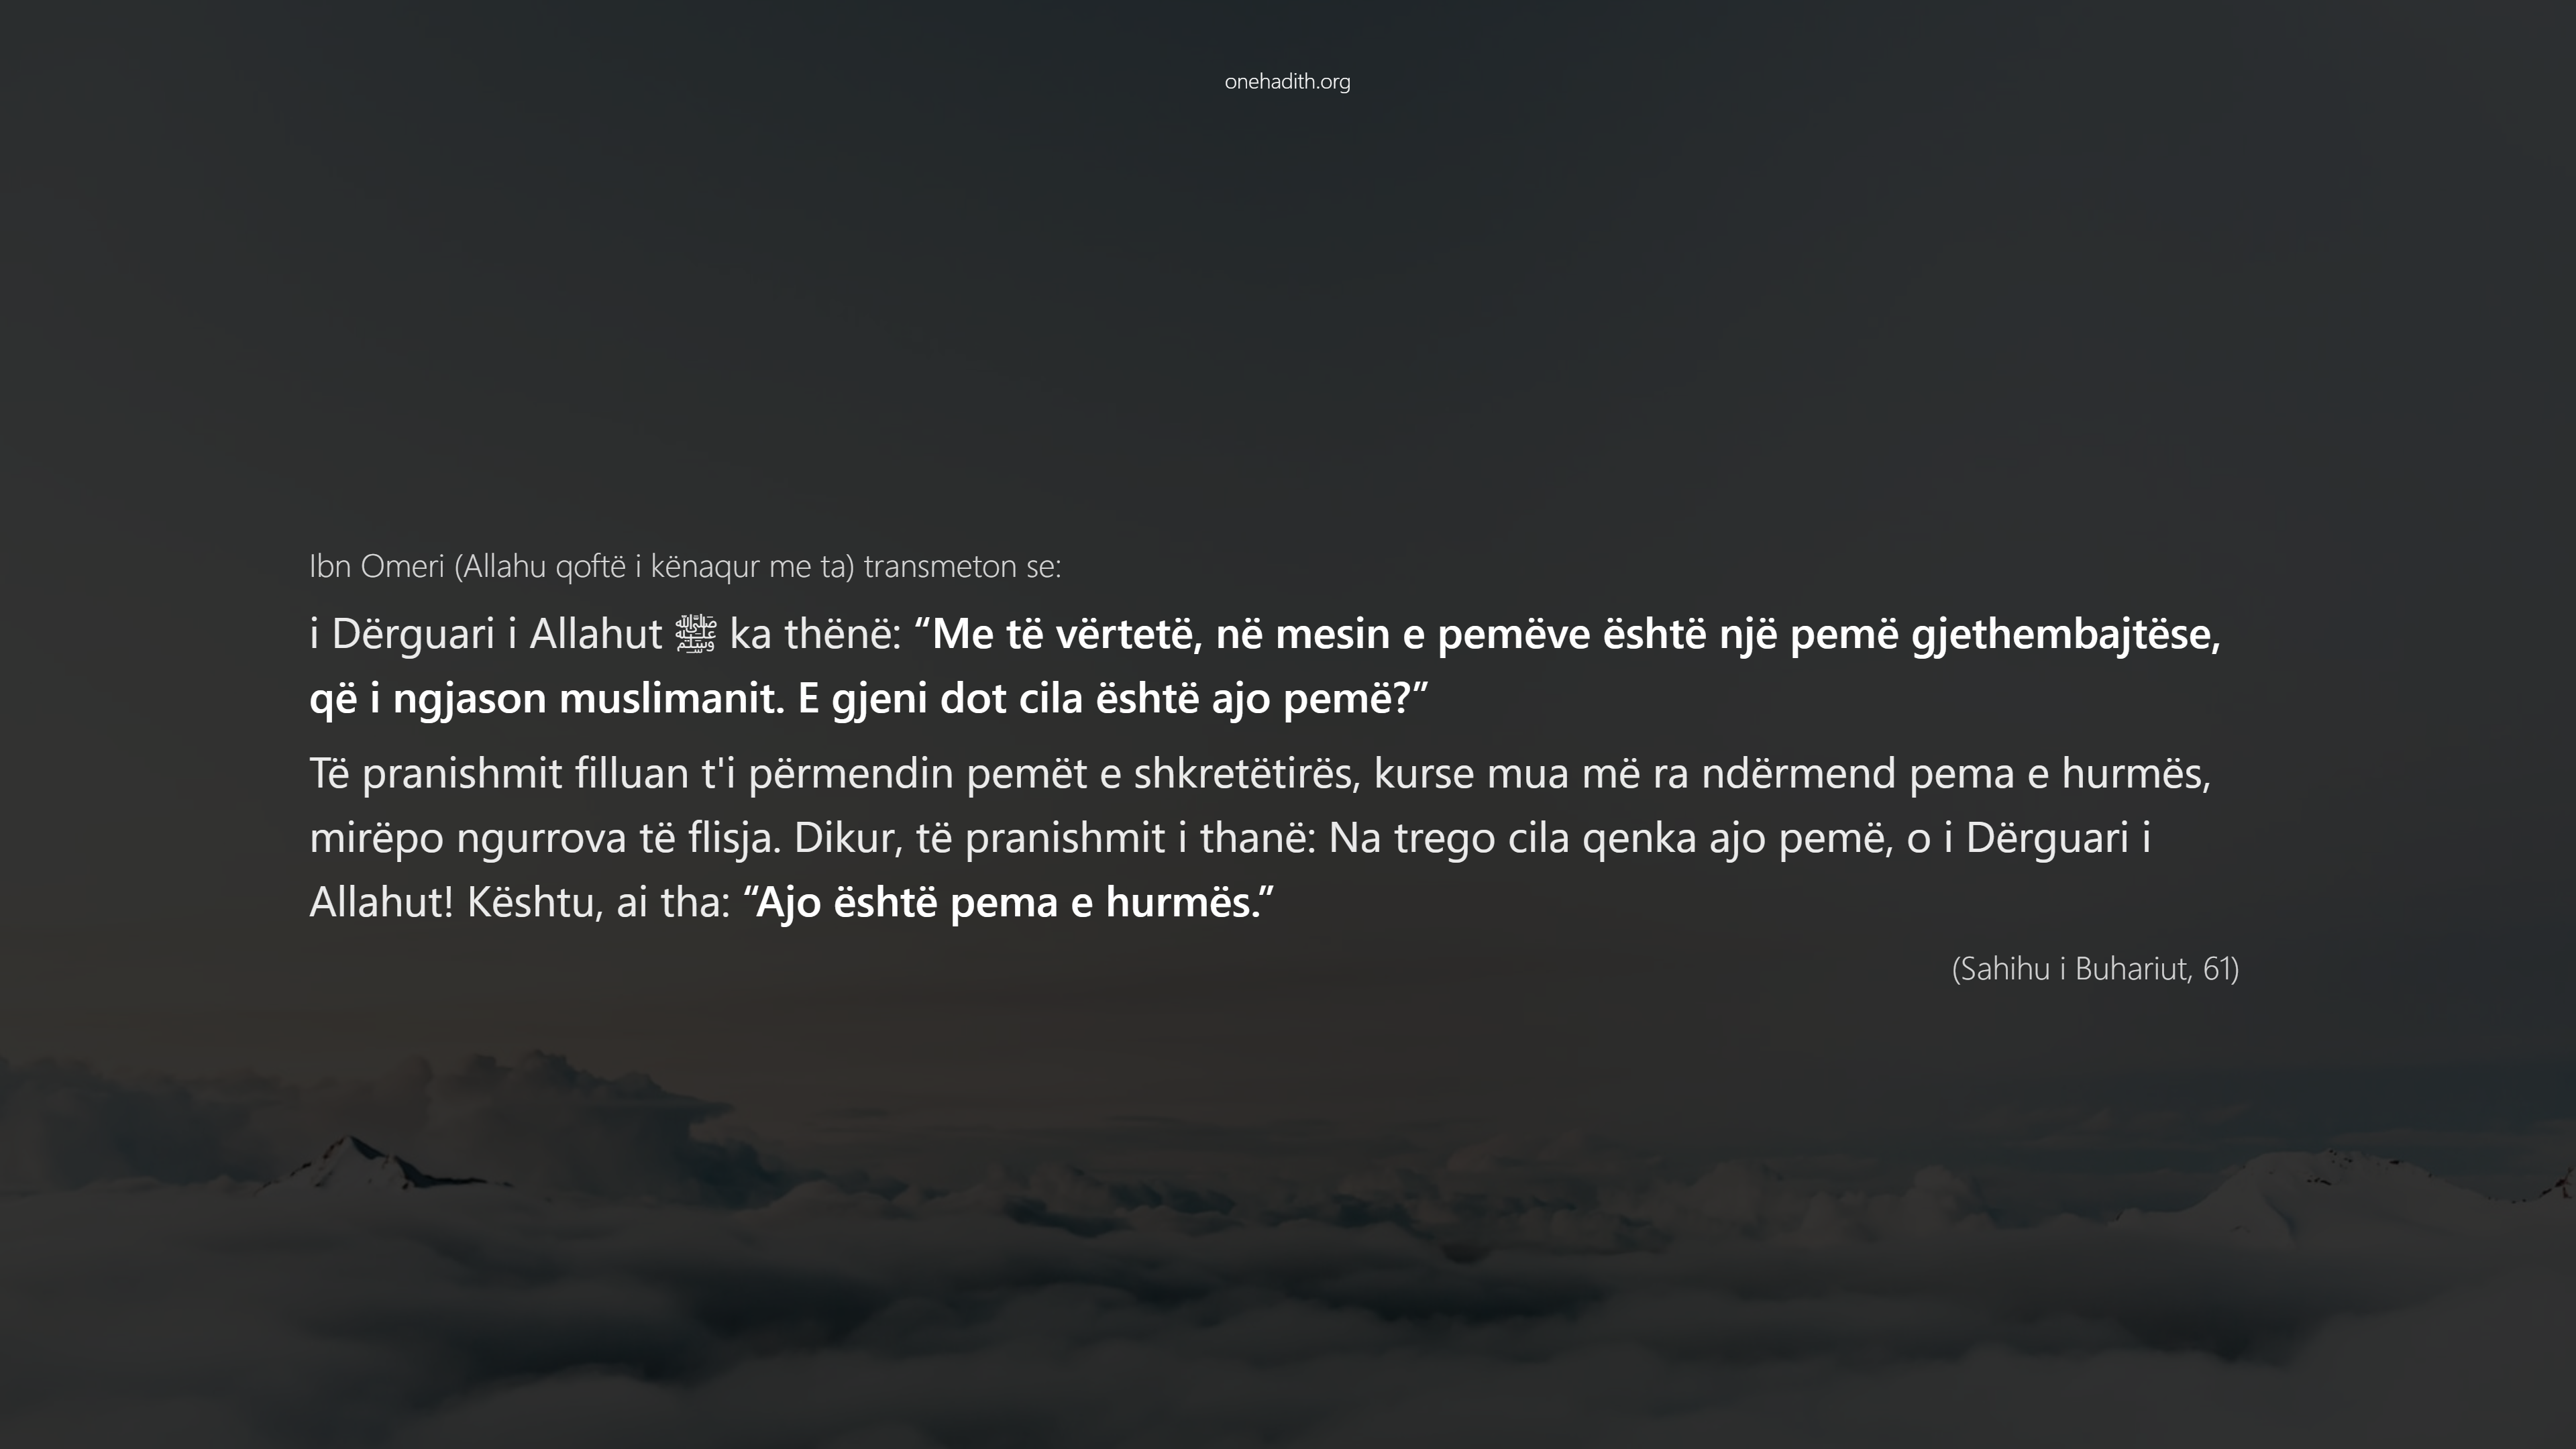 onehadith.org
Ibn Omeri (Allahu qoftë i kënaqur me ta) transmeton se:
i Dërguari i Allahut ﷺ ka thënë: “Me të vërtetë, në mesin e pemëve është një pemë gjethembajtëse,
që i ngjason muslimanit. E gjeni dot cila është ajo pemë?”
Të pranishmit filluan t'i përmendin pemët e shkretëtirës, kurse mua më ra ndërmend pema e hurmës,
mirëpo ngurrova të flisja. Dikur, të pranishmit i thanë: Na trego cila qenka ajo pemë, o i Dërguari i
Allahut! Kështu, ai tha: “Ajo është pema e hurmës.”
(Sahihu i Buhariut, 61)